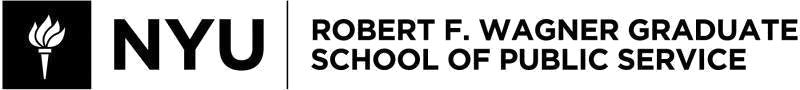 NYU
ROBERT F. WAGNER GRADUATE
SCHOOL OF PUBLIC SERVICE